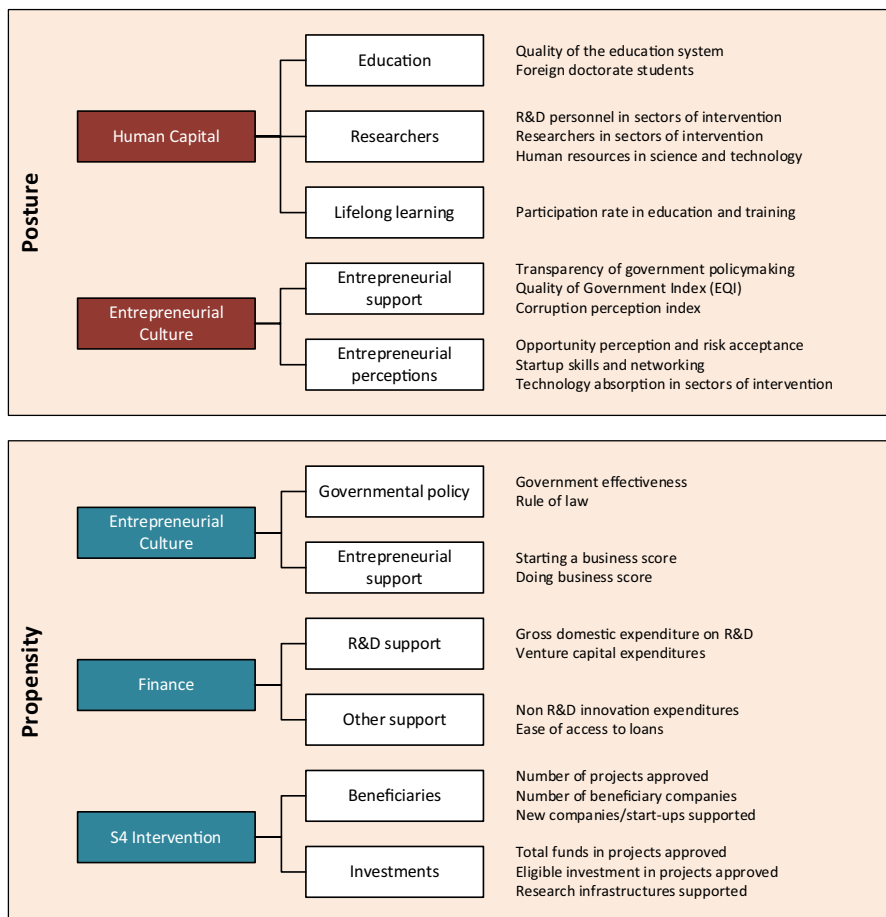 Posture
Human Capital
Education
Quality of the education system
Foreign doctorate students
Researchers
R&D personnel in sectors of intervention
Researchers in sectors of intervention
Human resources in science and technology
Lifelong learning
Participation rate in education and training
Entrepreneurial
Culture
Entrepreneurial
support
Transparency of government policymaking
Quality of Government Index (EQI)
Corruption perception index
Entrepreneurial
perceptions
Opportunity perception and risk acceptance
Startup skills and networking
Technology absorption in sectors of intervention
Propensity
Entrepreneurial
Culture
Governmental policy
Government effectiveness
Rule of law
Entrepreneurial
support
Starting a business score
Doing business score
Finance
R&D support
Gross domestic expenditure on R&D
Venture capital expenditures
Other support
Non R&D innovation expenditures
Ease of access to loans
S4 Intervention
Beneficiaries
Number of projects approved
Number of beneficiary companies
New companies/start-ups supported
Investments
Total funds in projects approved
Eligible investment in projects approved
Research infrastructures supported